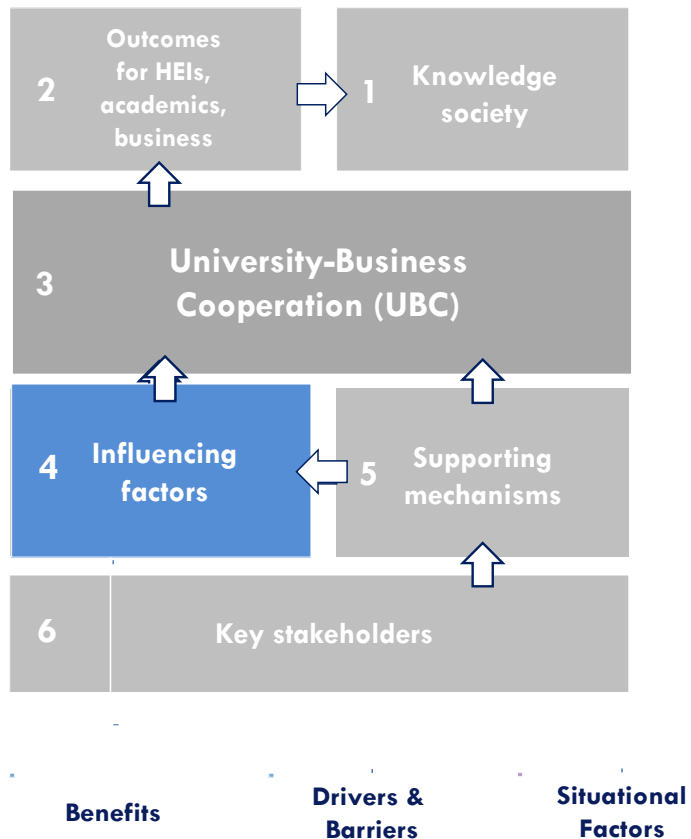 2
Outcomes
for HEIs,
academics,
business
1
Knowledge
society
3
University-Business
Cooperation (UBC)
4
Influencing
factors
5
Supporting
mechanisms
6
Key stakeholders
Benefits
Drivers &
Barriers
Situational
Factors